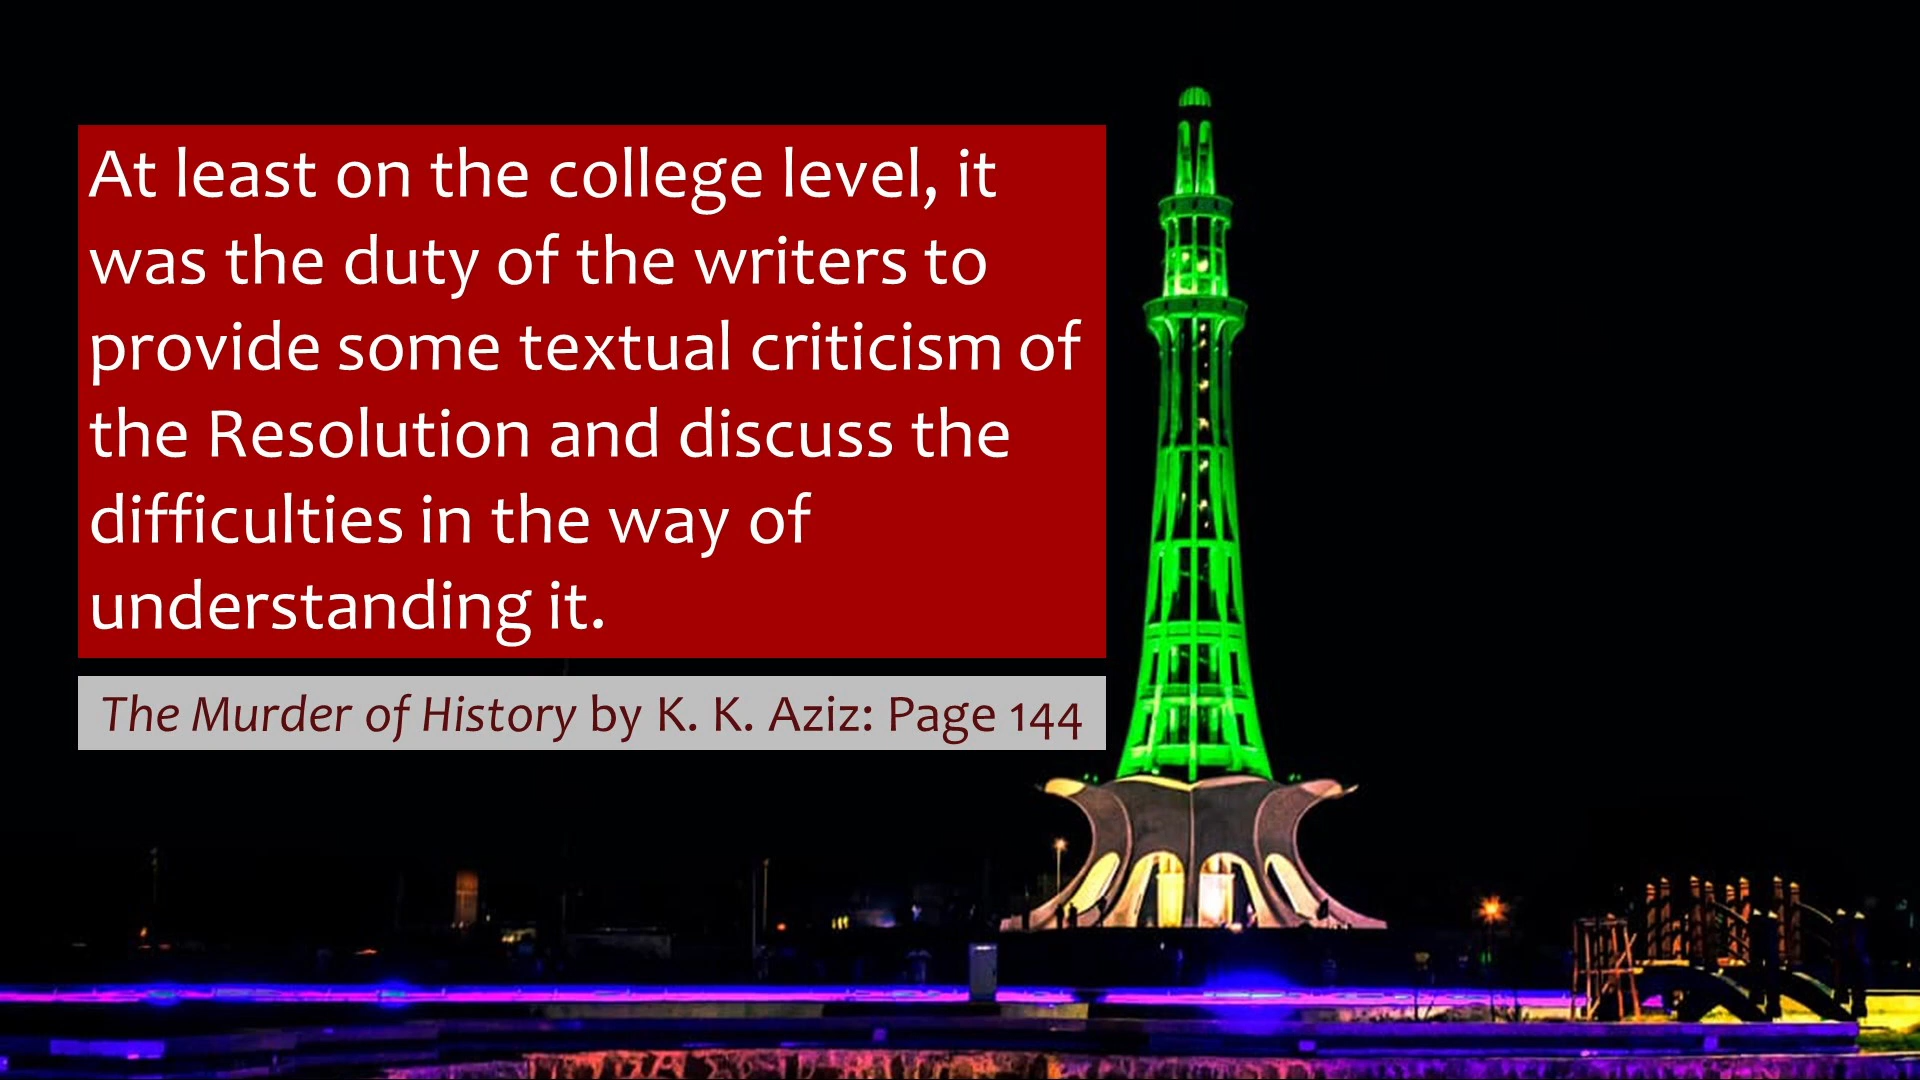 At least on the college level, it
was the duty of the writers to
provide some textual criticism of
the Resolution and discuss the
difficulties in the way of
understanding it.
The Murder of History by K. K. Aziz: Page 144